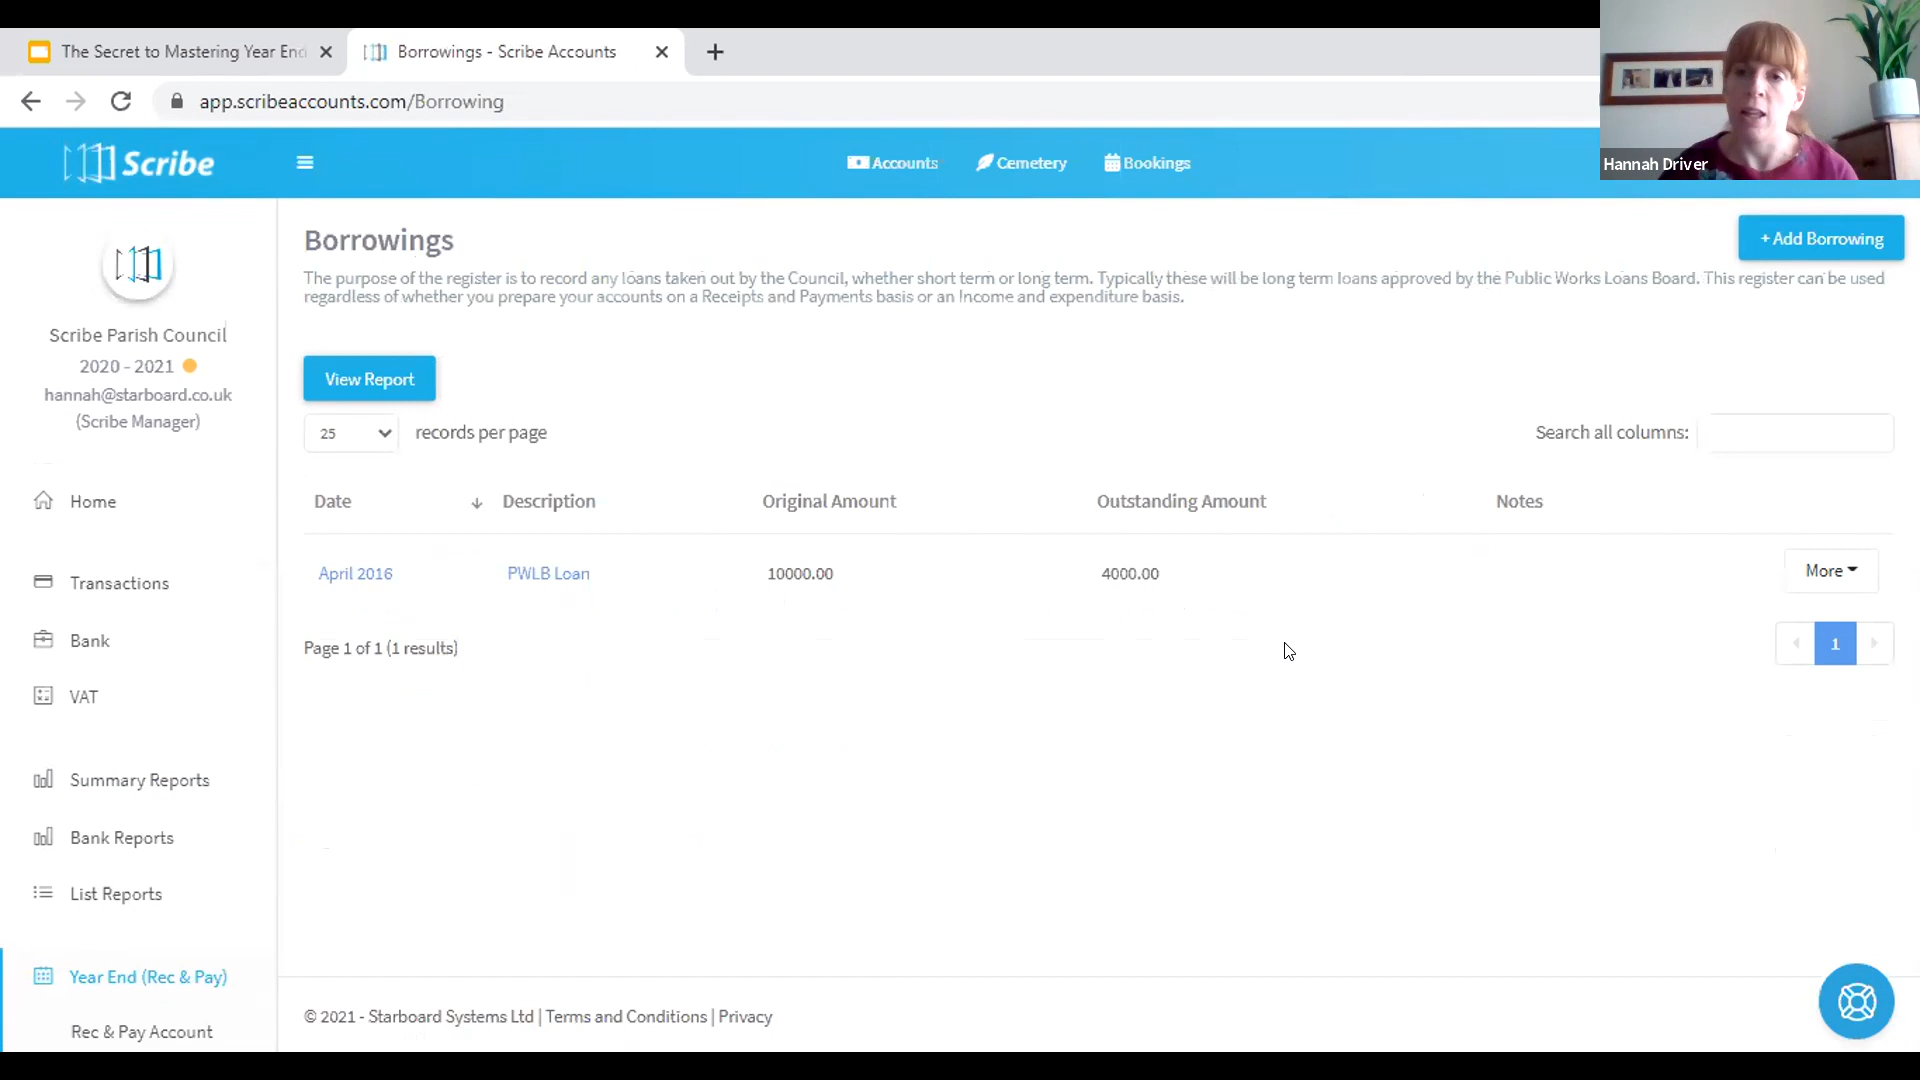 The Secret to Mastering Year End
Borrowings - Scribe Accounts
app.scribeaccounts.com/Borrowing
Scribe
Accounts
Cemetery
Bookings
Hannah Driver
Scribe Parish Council
2020 - 2021
hannah@starboard.co.uk
(Scribe Manager)
Home
Transactions
Bank
VAT
Summary Reports
Bank Reports
List Reports
Year End (Rec & Pay)
Rec & Pay Account
Borrowings
+ Add Borrowing
The purpose of the register is to record any loans taken out by the Council, whether short term or long term. Typically these will be long term loans approved by the Public Works Loans Board. This register can be used
regardless of whether you prepare your accounts on a Receipts and Payments basis or an Income and expenditure basis.
View Report
25 records per page
Search all columns:
Date Description Original Amount Outstanding Amount Notes
April 2016 PWLB Loan 10000.00 4000.00 More
Page 1 of 1 (1 results)
1
© 2021 - Starboard Systems Ltd | Terms and Conditions | Privacy